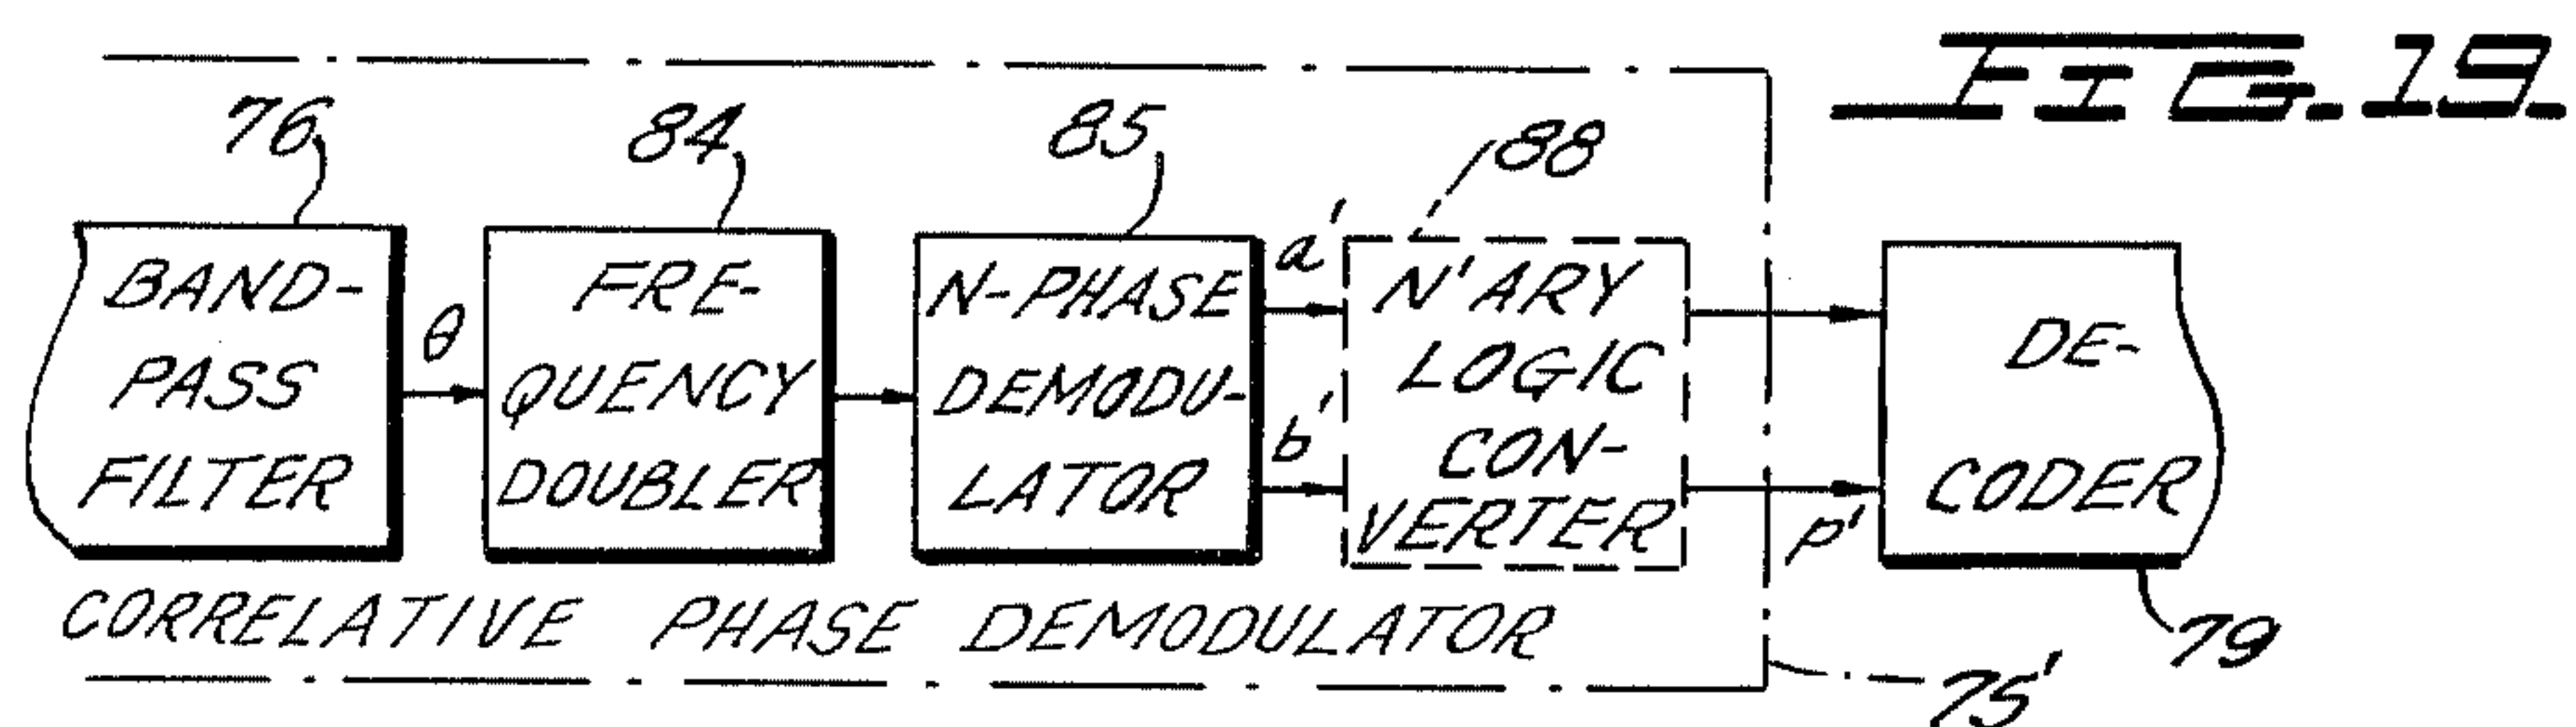 FIG. 19.
76
84
85
88
BAND-
PASS
FILTER
θ
FRE-
QUENCY
DOUBLER
N-PHASE
DEMODU-
LATOR
a'
b'
N'ARY
LOGIC
CON-
VERTER
p'
DE-
CODER
CORRELATIVE PHASE DEMODULATOR
79
75'